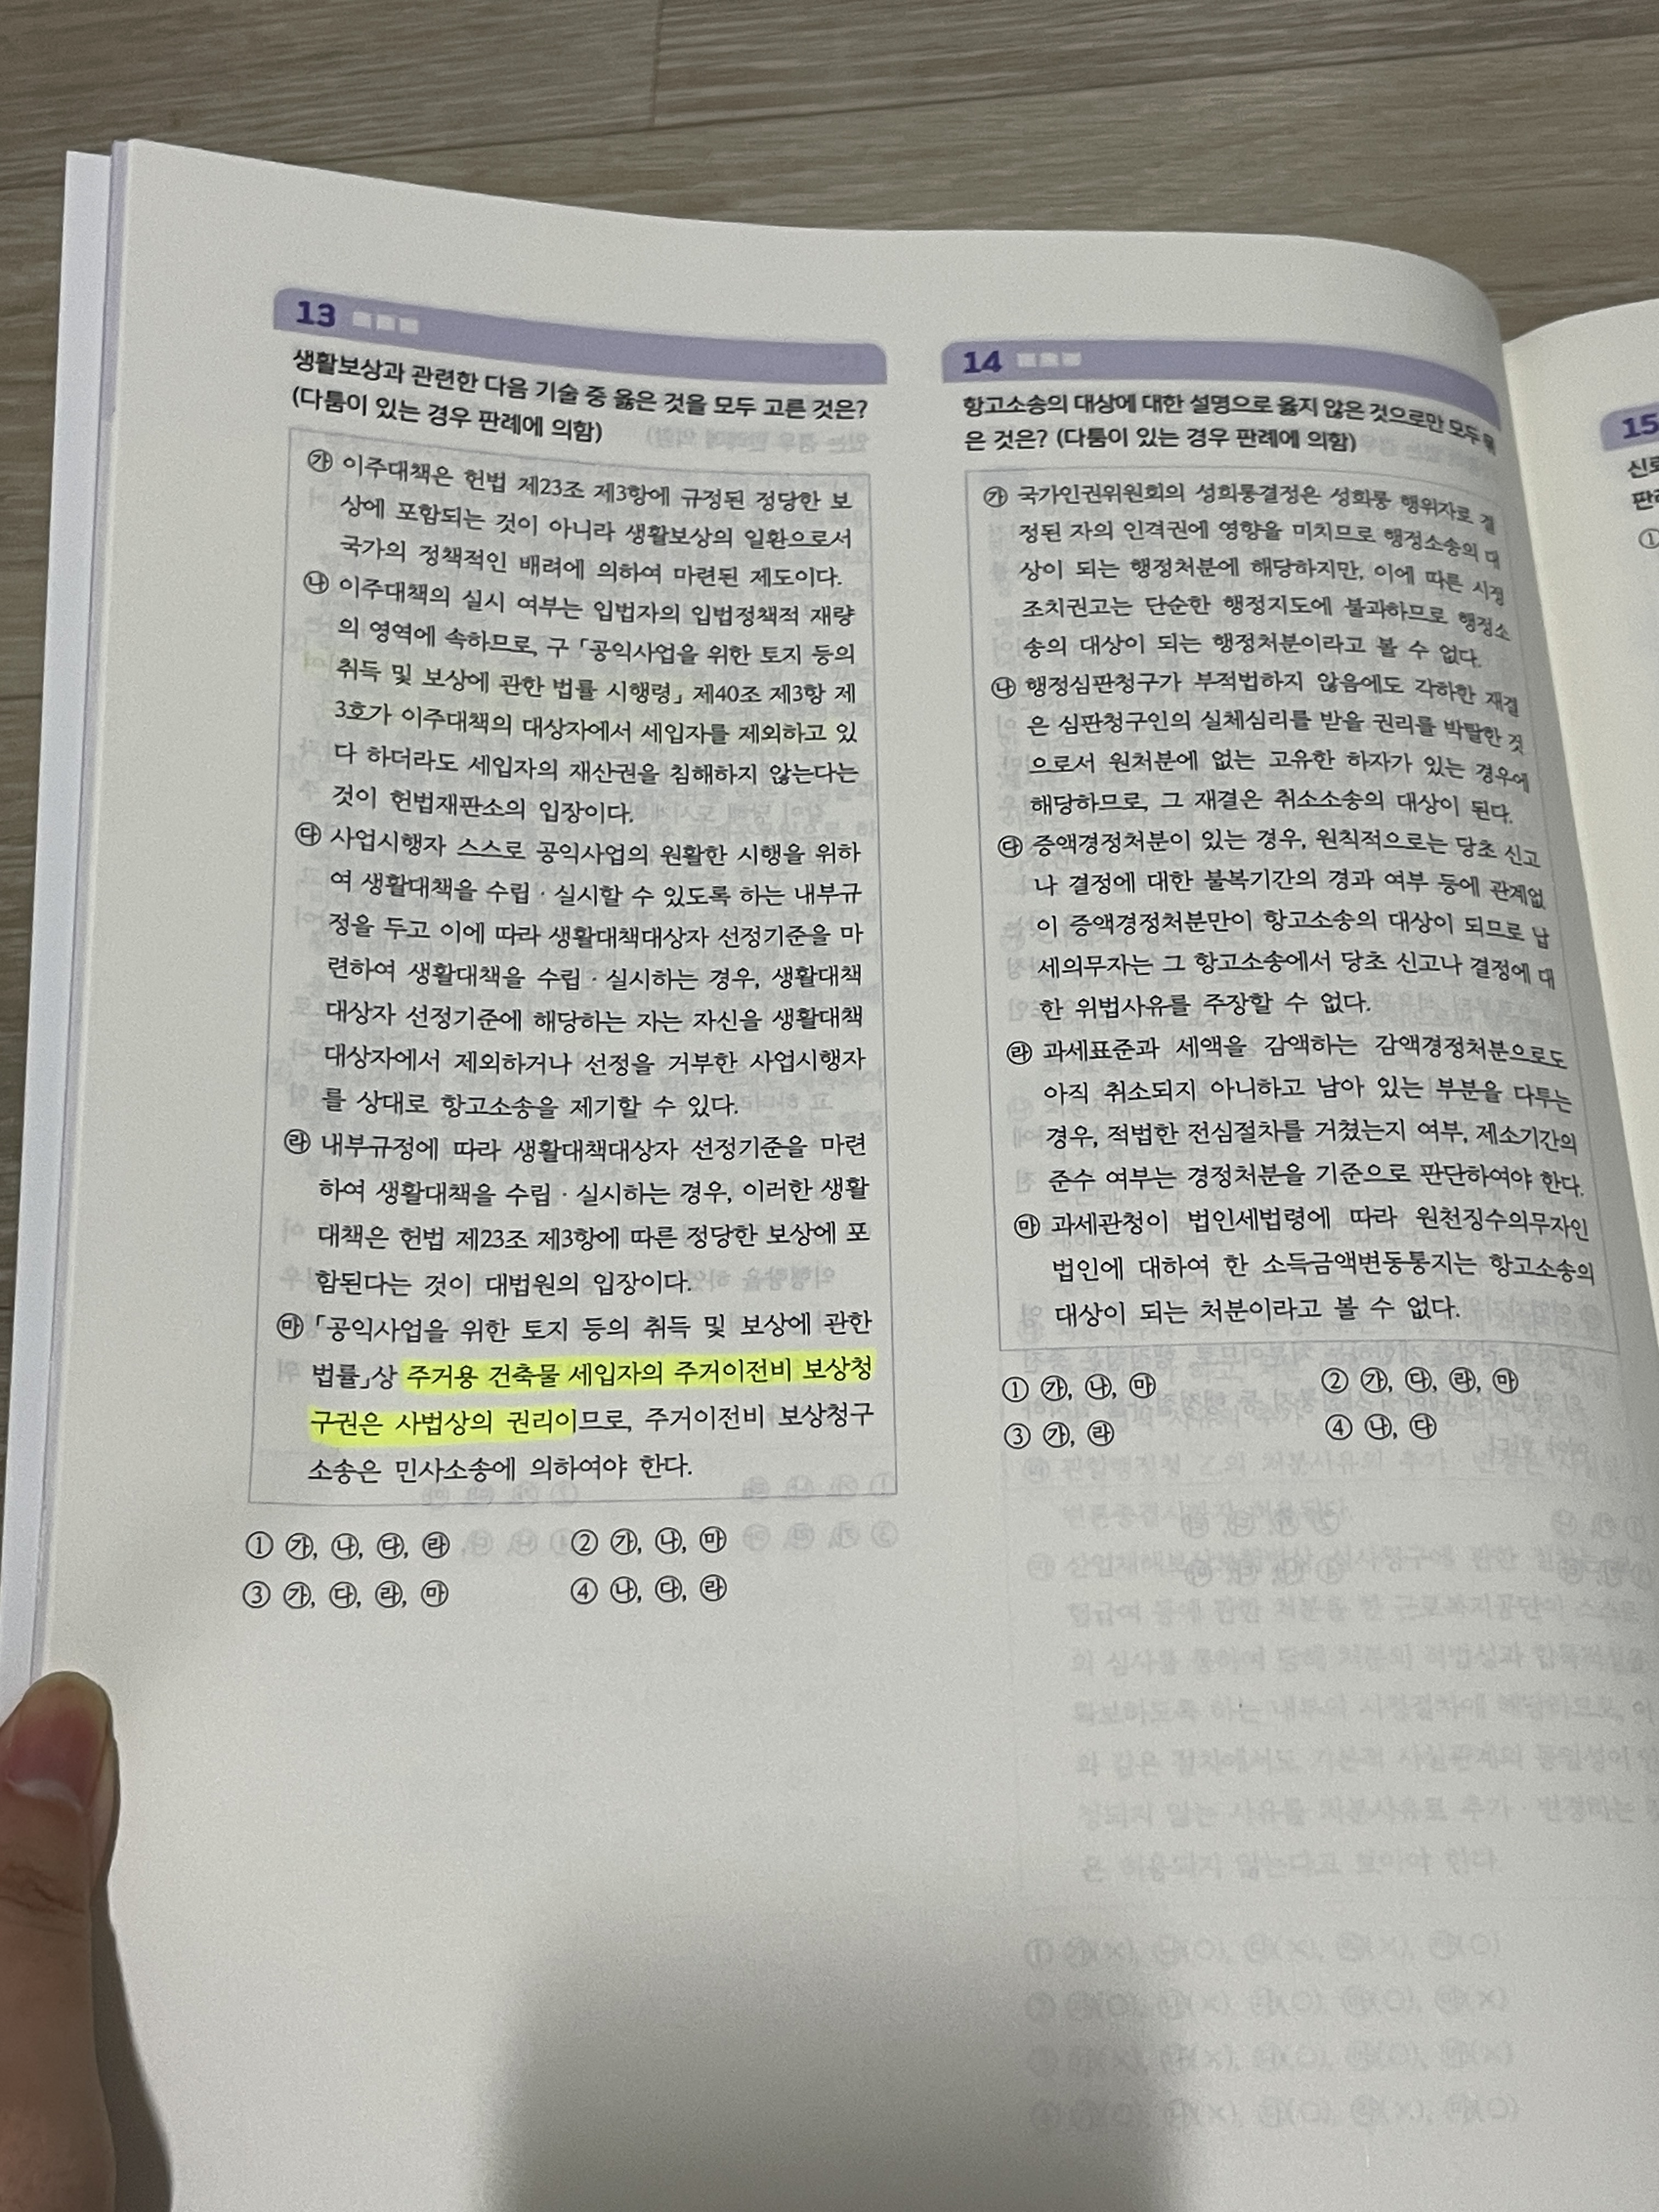 13
생활보상과 관련한 다음 기술 중 옳은 것을 모두 고른 것은?
(다툼이 있는 경우 판례에 의함)
㉮ 이주대책은 헌법 제23조 제3항에 규정된 정당한 보
상에 포함되는 것이 아니라 생활보상의 일환으로서
국가의 정책적인 배려에 의하여 마련된 제도이다.
㉯ 이주대책의 실시 여부는 입법자의 입법정책적 재량
의 영역에 속하므로, 구 「공익사업을 위한 토지 등의
취득 및 보상에 관한 법률 시행령」 제40조 제3항 제
3호가 이주대책의 대상자에서 세입자를 제외하고 있
다 하더라도 세입자의 재산권을 침해하지 않는다는
것이 헌법재판소의 입장이다.
㉰ 사업시행자 스스로 공익사업의 원활한 시행을 위하
여 생활대책을 수립 · 실시할 수 있도록 하는 내부규
정을 두고 이에 따라 생활대책대상자 선정기준을 마
련하여 생활대책을 수립 · 실시하는 경우, 생활대책
대상자 선정기준에 해당하는 자는 자신을 생활대책
대상자에서 제외하거나 선정을 거부한 사업시행자
를 상대로 항고소송을 제기할 수 있다.
㉱ 내부규정에 따라 생활대책대상자 선정기준을 마련
하여 생활대책을 수립 · 실시하는 경우, 이러한 생활
대책은 헌법 제23조 제3항에 따른 정당한 보상에 포
함된다는 것이 대법원의 입장이다.
㉲ 「공익사업을 위한 토지 등의 취득 및 보상에 관한
법률」상 주거용 건축물 세입자의 주거이전비 보상청
구권은 사법상의 권리이므로, 주거이전비 보상청구
소송은 민사소송에 의하여야 한다.
① ㉮, ㉯, ㉰, ㉱ ② ㉮, ㉯, ㉲
③ ㉮, ㉰, ㉱, ㉲ ④ ㉯, ㉰, ㉱
14
항고소송의 대상에 대한 설명으로 옳지 않은 것으로만 모두
은 것은? (다툼이 있는 경우 판례에 의함)
㉮ 국가인권위원회의 성희롱결정은 성희롱 행위자로 결
정된 자의 인격권에 영향을 미치므로 행정소송의 대
상이 되는 행정처분에 해당하지만, 이에 따른 시정
조치권고는 단순한 행정지도에 불과하므로 행정소
송의 대상이 되는 행정처분이라고 볼 수 없다.
㉯ 행정심판청구가 부적법하지 않음에도 각하한 재결
은 심판청구인의 실체심리를 받을 권리를 박탈한 것
으로서 원처분에 없는 고유한 하자가 있는 경우에
해당하므로, 그 재결은 취소소송의 대상이 된다.
㉰ 증액경정처분이 있는 경우, 원칙적으로는 당초 신고
나 결정에 대한 불복기간의 경과 여부 등에 관계없
이 증액경정처분만이 항고소송의 대상이 되므로 납
세의무자는 그 항고소송에서 당초 신고나 결정에 대
한 위법사유를 주장할 수 없다.
㉱ 과세표준과 세액을 감액하는 감액경정처분으로도
아직 취소되지 아니하고 남아 있는 부분을 다투는
경우, 적법한 전심절차를 거쳤는지 여부, 제소기간의
준수 여부는 경정처분을 기준으로 판단하여야 한다.
㉲ 과세관청이 법인세법령에 따라 원천징수의무자인
법인에 대하여 한 소득금액변동통지는 항고소송의
대상이 되는 처분이라고 볼 수 없다.
① ㉮, ㉯, ㉲ ② ㉮, ㉰, ㉱, ㉲
③ ㉮, ㉱ ④ ㉯, ㉰
15
①